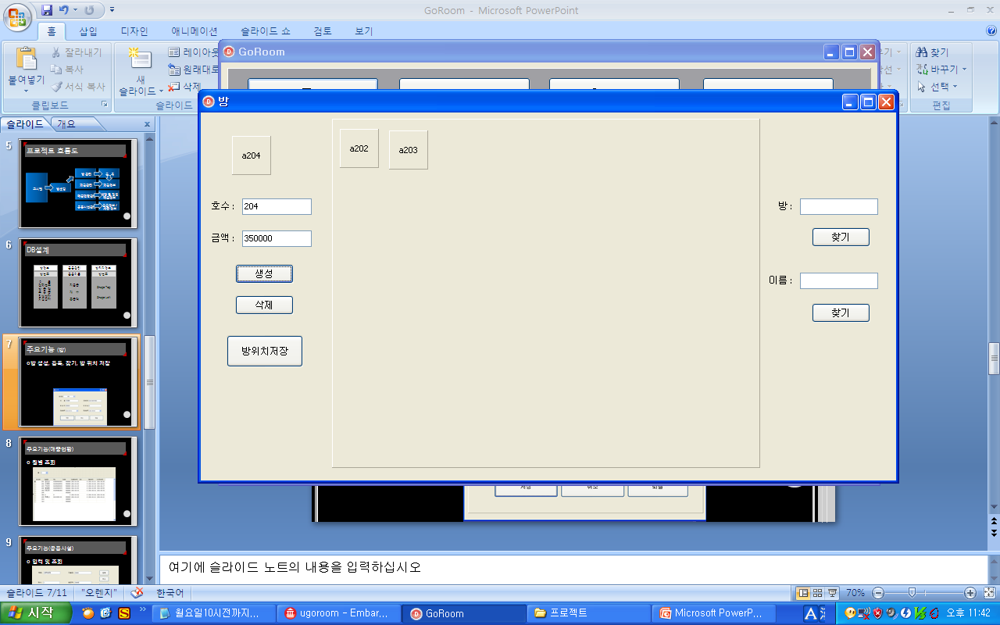 GoRoom - Microsoft PowerPoint
홈 삽입 디자인 애니메이션 슬라이드 쇼 검토 보기
붙여넣기
잘라내기
복사
서식 복사
클립보드
새
슬라이드
레이아웃
원래대로
삭제
슬라이드
GoRoom
찾기
바꾸기
선택
편집
방
a204
호수 : 204
금액 : 350000
생성
삭제
방위치저장
a202 a203
방 :
찾기
이름 :
찾기
슬라이드 개요
5
프로젝트 흐름도
6
DB설계
7
주요기능 (방)
방 생성, 등록, 찾기, 방 위치 저장
8
주요기능(매출현황)
월별 조회
9
주요기능(공용시설)
입력 및 조회
여기에 슬라이드 노트의 내용을 입력하십시오
슬라이드 7/11 "오렌지" 한국어 70%
시작 월요일10시전까지... ugoroom – Embar... GoRoom 프로젝트 Microsoft PowerP... 오후 11:42